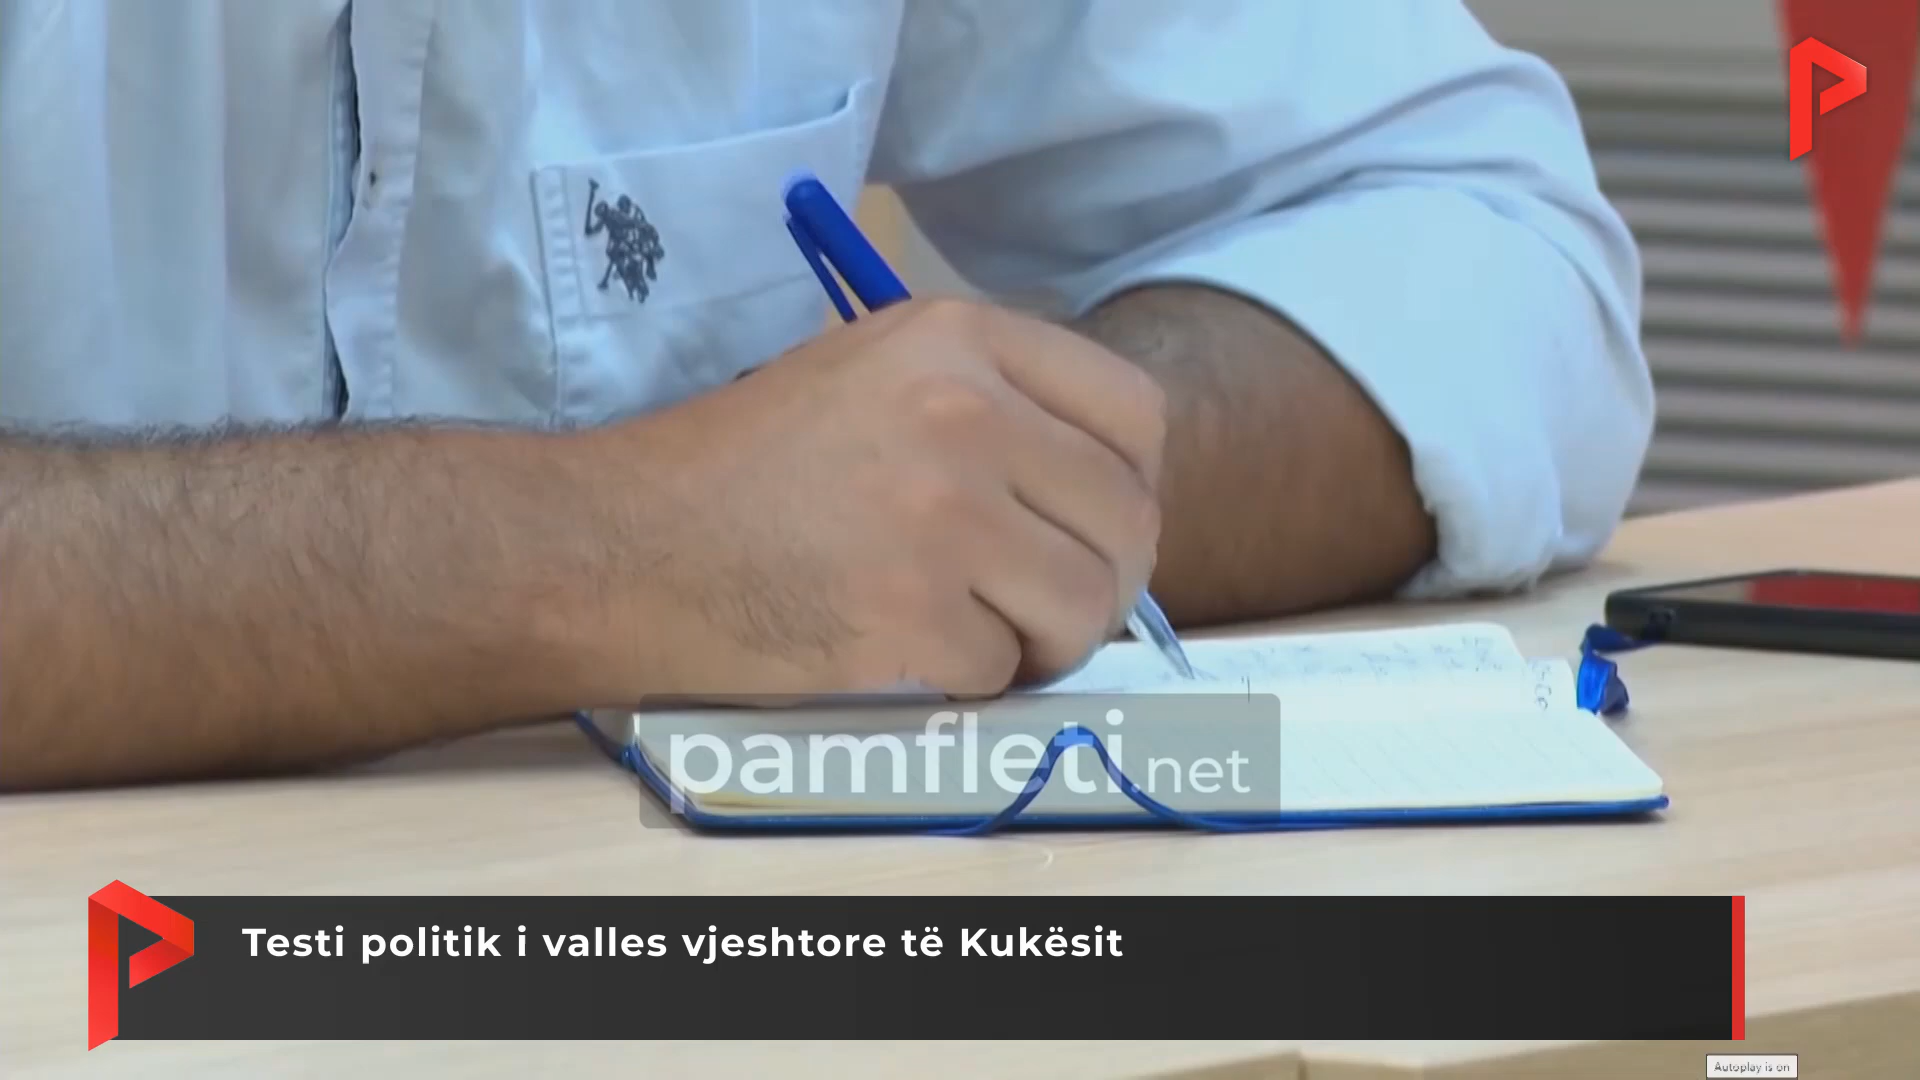 pamfleti.net
Testi politik i valles vjeshtore të Kukësit
Autoplay is on